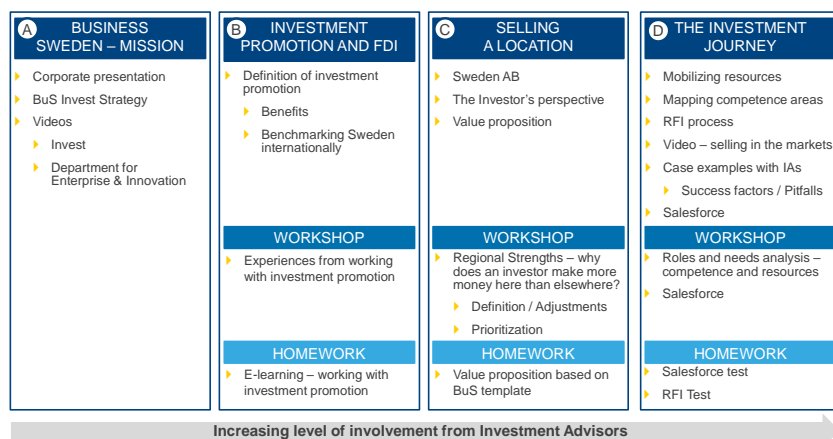 A
BUSINESS
SWEDEN – MISSION
Corporate presentation
BuS Invest Strategy
Videos
Invest
Department for
Enterprise & Innovation
B
INVESTMENT
PROMOTION AND FDI
Definition of investment
promotion
Benefits
Benchmarking Sweden
internationally
WORKSHOP
Experiences from working
with investment promotion
HOMEWORK
E-learning – working with
investment promotion
C
SELLING
A LOCATION
Sweden AB
The Investor's perspective
Value proposition
WORKSHOP
Regional Strengths – why
does an investor make more
money here than elsewhere?
Definition / Adjustments
Prioritization
HOMEWORK
Value proposition based on
BuS template
D
THE INVESTMENT
JOURNEY
Mobilizing resources
Mapping competence areas
RFI process
Video – selling in the markets
Case examples with IAs
Success factors / Pitfalls
Salesforce
WORKSHOP
Roles and needs analysis –
competence and resources
Salesforce
HOMEWORK
Salesforce test
RFI Test
Increasing level of involvement from Investment Advisors